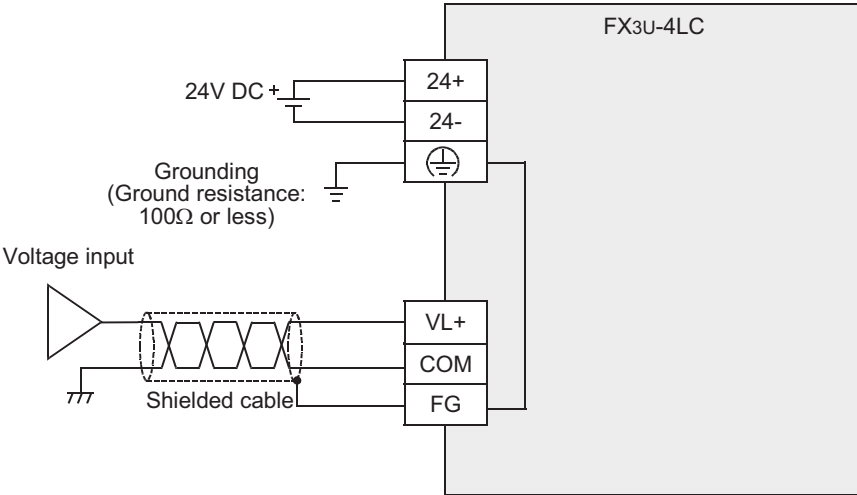 FX3U-4LC
24V DC +
24+
24-
Grounding
(Ground resistance:
100Ω or less)
Voltage input
VL+
COM
FG
Shielded cable